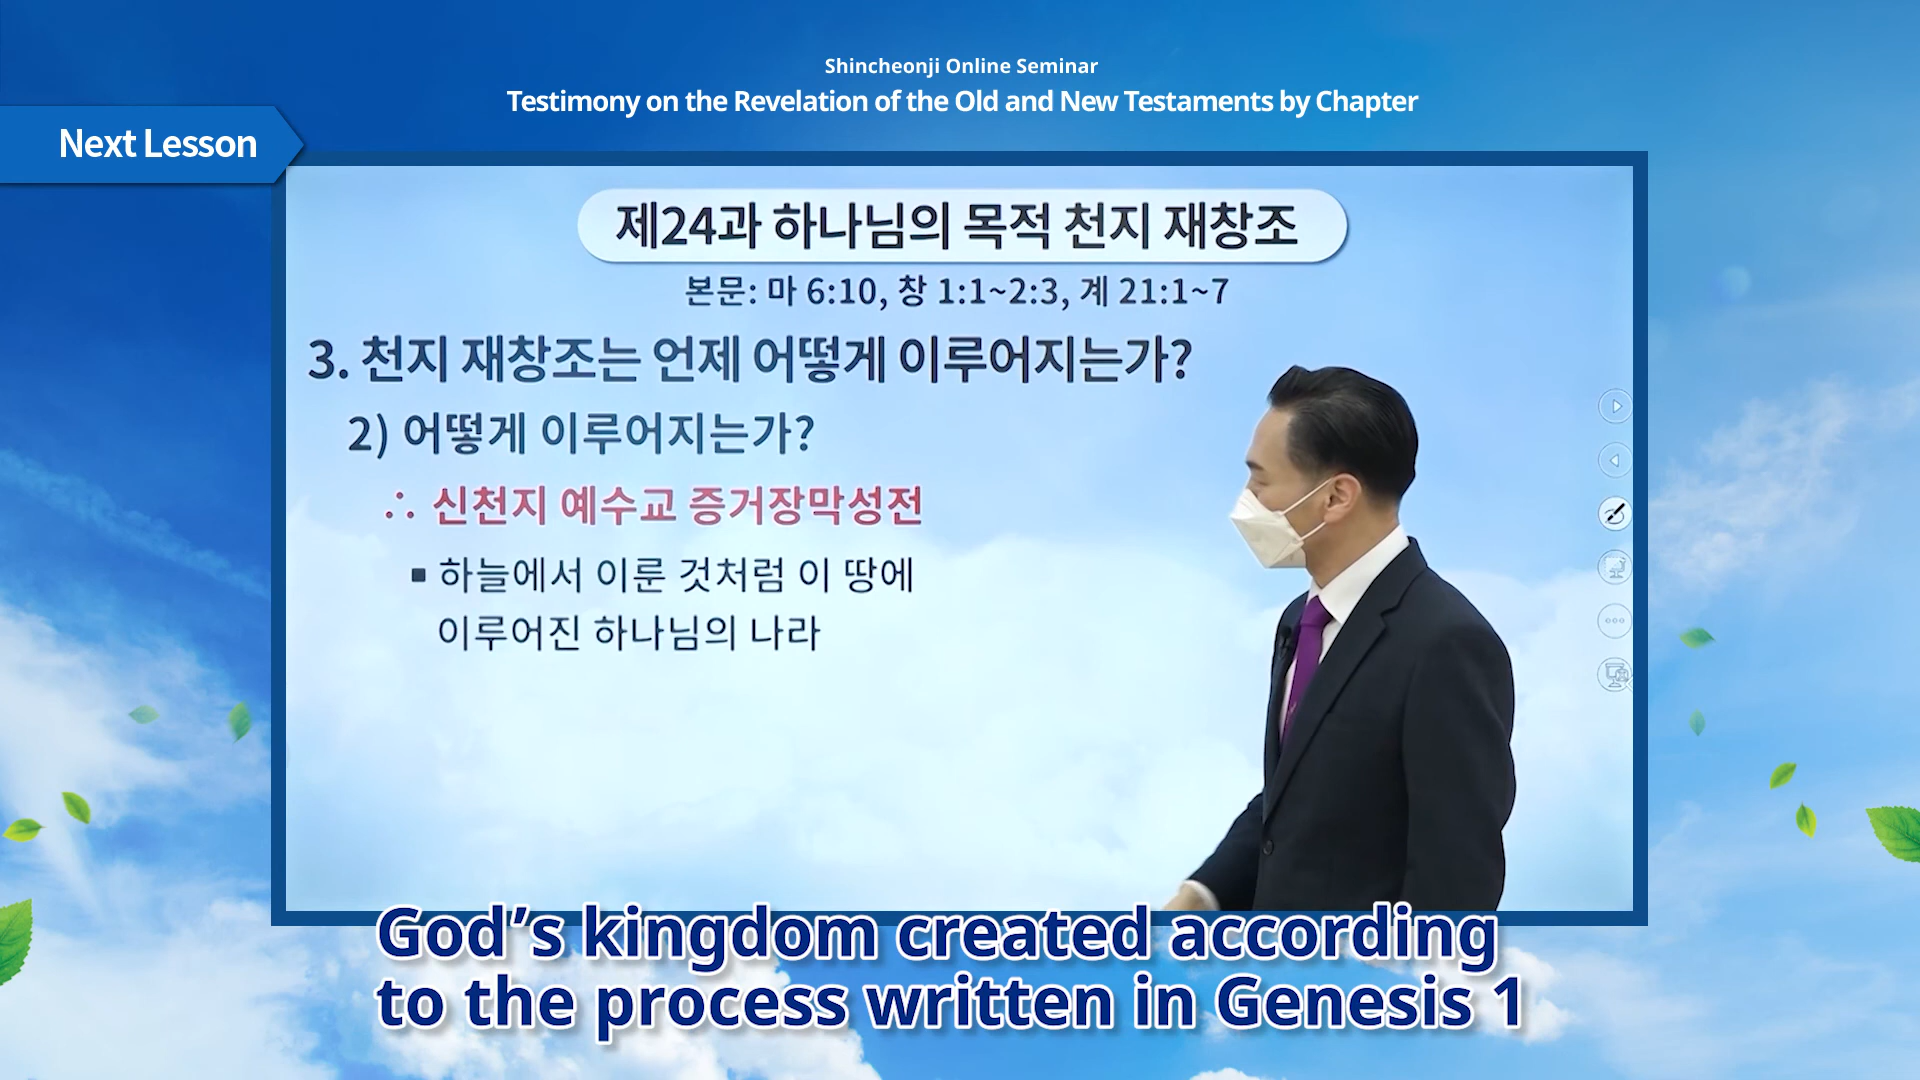 Shincheonji Online Seminar
Testimony on the Revelation of the Old and New Testaments by Chapter
Next Lesson
제24과 하나님의 목적 천지 재창조
본문: 마 6:10, 창 1:1~2:3, 계 21:1~7
3. 천지 재창조는 언제 어떻게 이루어지는가?
2) 어떻게 이루어지는가?
∴ 신천지 예수교 증거장막성전
▪ 하늘에서 이룬 것처럼 이 땅에
이루어진 하나님의 나라
God’s kingdom created according
to the process written in Genesis 1